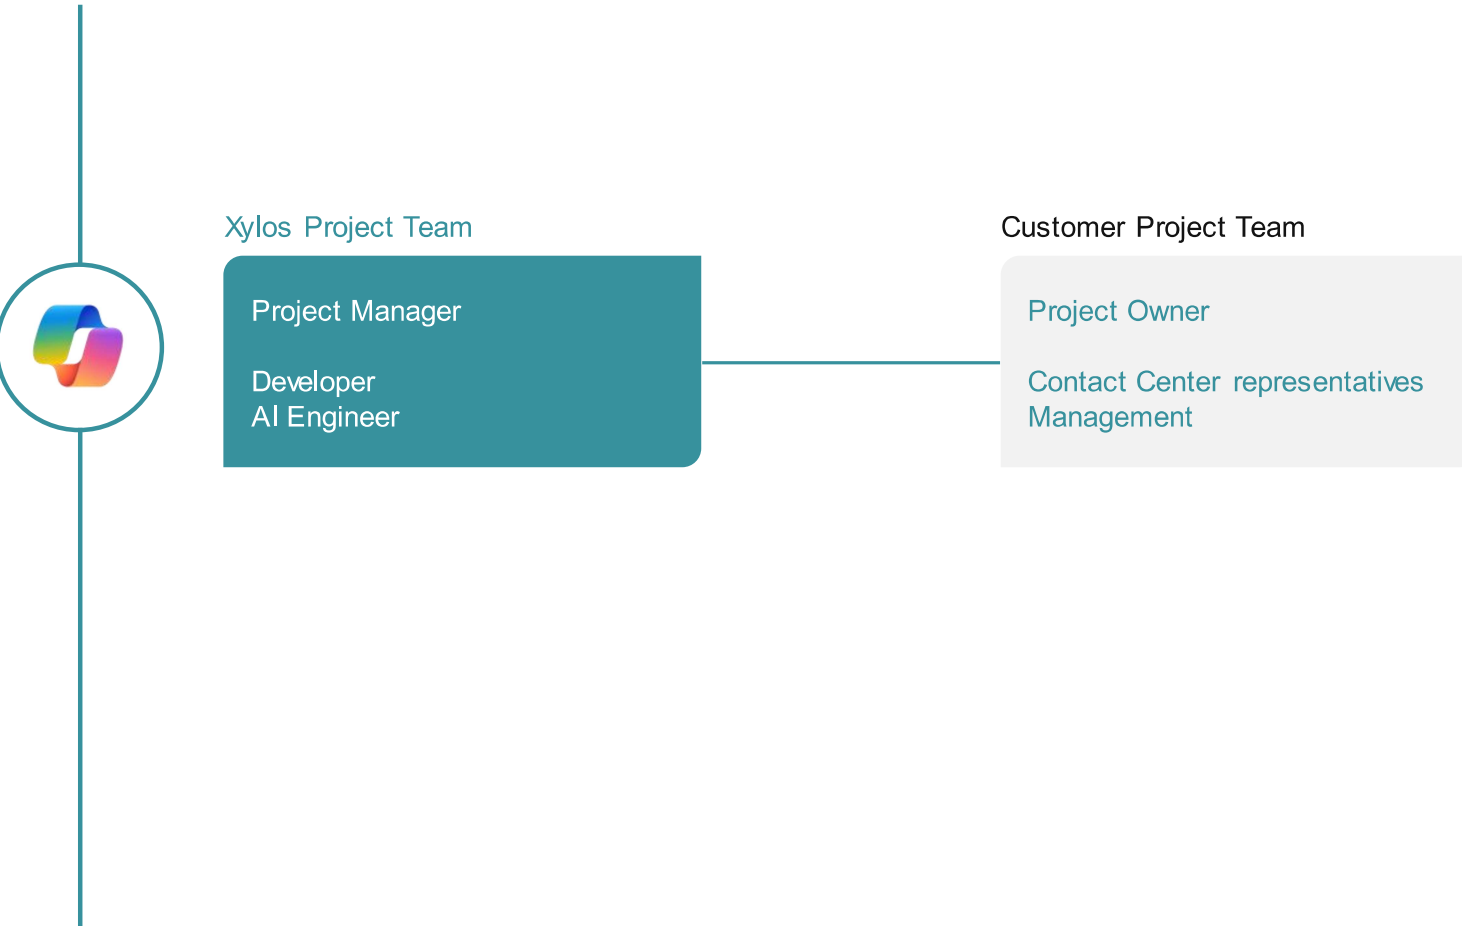 Xylos Project Team
Project Manager
Developer
AI Engineer
Customer Project Team
Project Owner
Contact Center representatives
Management